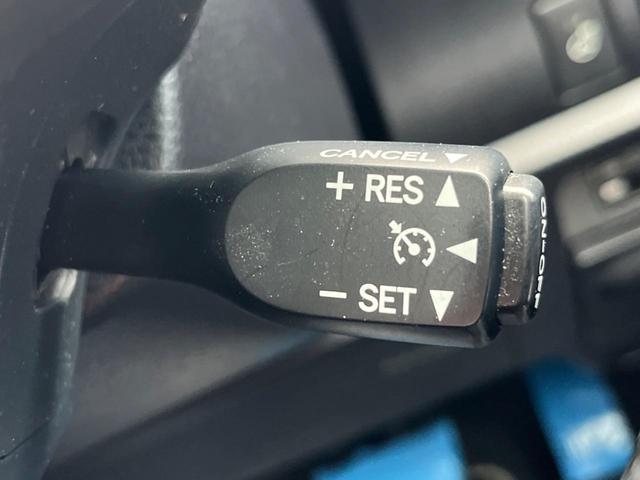 CANCEL
+ RES
- SET
ON-OFF